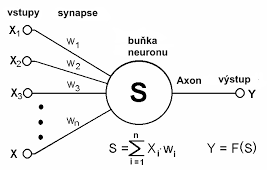 vstupy synapse
X1 w1
buňka
neuronu
X2 w2
X3 w3
S
Axon
výstup
Y
X wn
S = n ∑ i=1 Xi·wi Y = F(S)